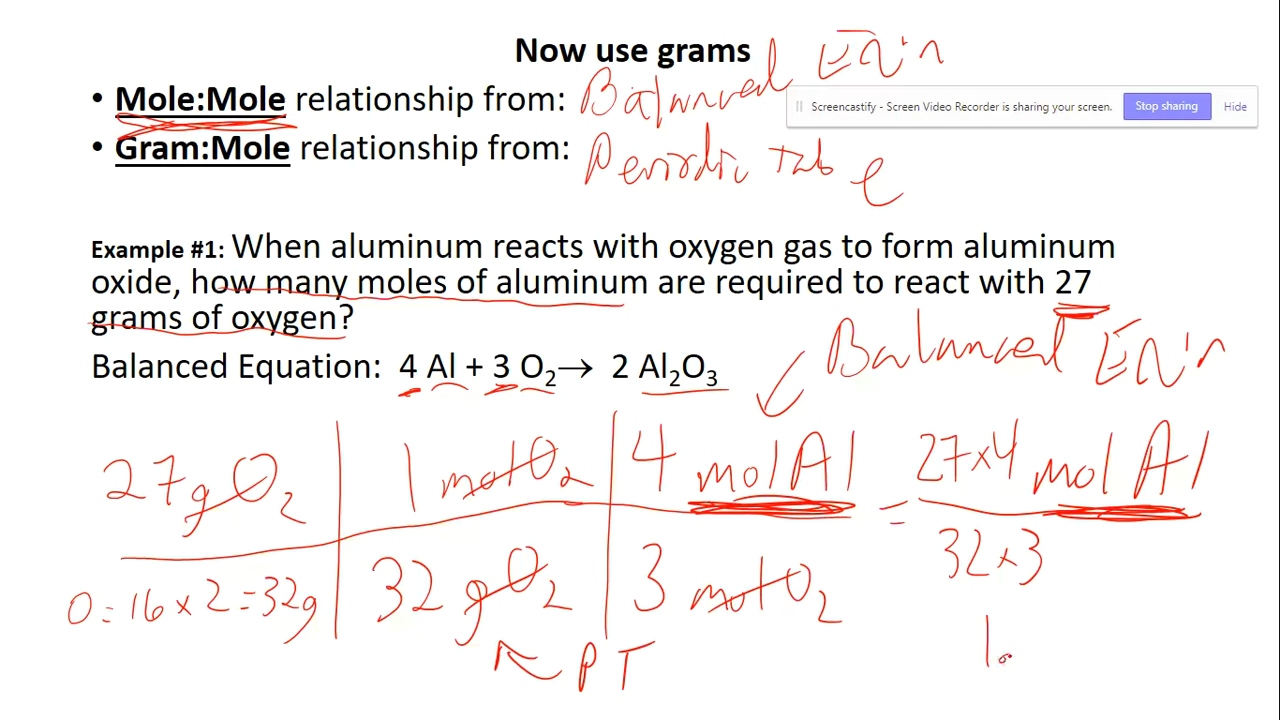 Now use grams
• Mole:Mole relationship from: Balanced EQ'n
Screencastify - Screen Video Recorder is sharing your screen. Stop sharing Hide
• Gram:Mole relationship from: Periodic table
Example #1: When aluminum reacts with oxygen gas to form aluminum
oxide, how many moles of aluminum are required to react with 27
grams of oxygen?
Balanced EQ'n
Balanced Equation: 4 Al + 3 O₂→ 2 Al₂O₃
27g O₂ 1 mol O₂ 4 mol Al = 27x4 mol Al
O = 16 x 2 = 32g 32 g O₂ 3 mol O₂ 32 x 3
PT 1.